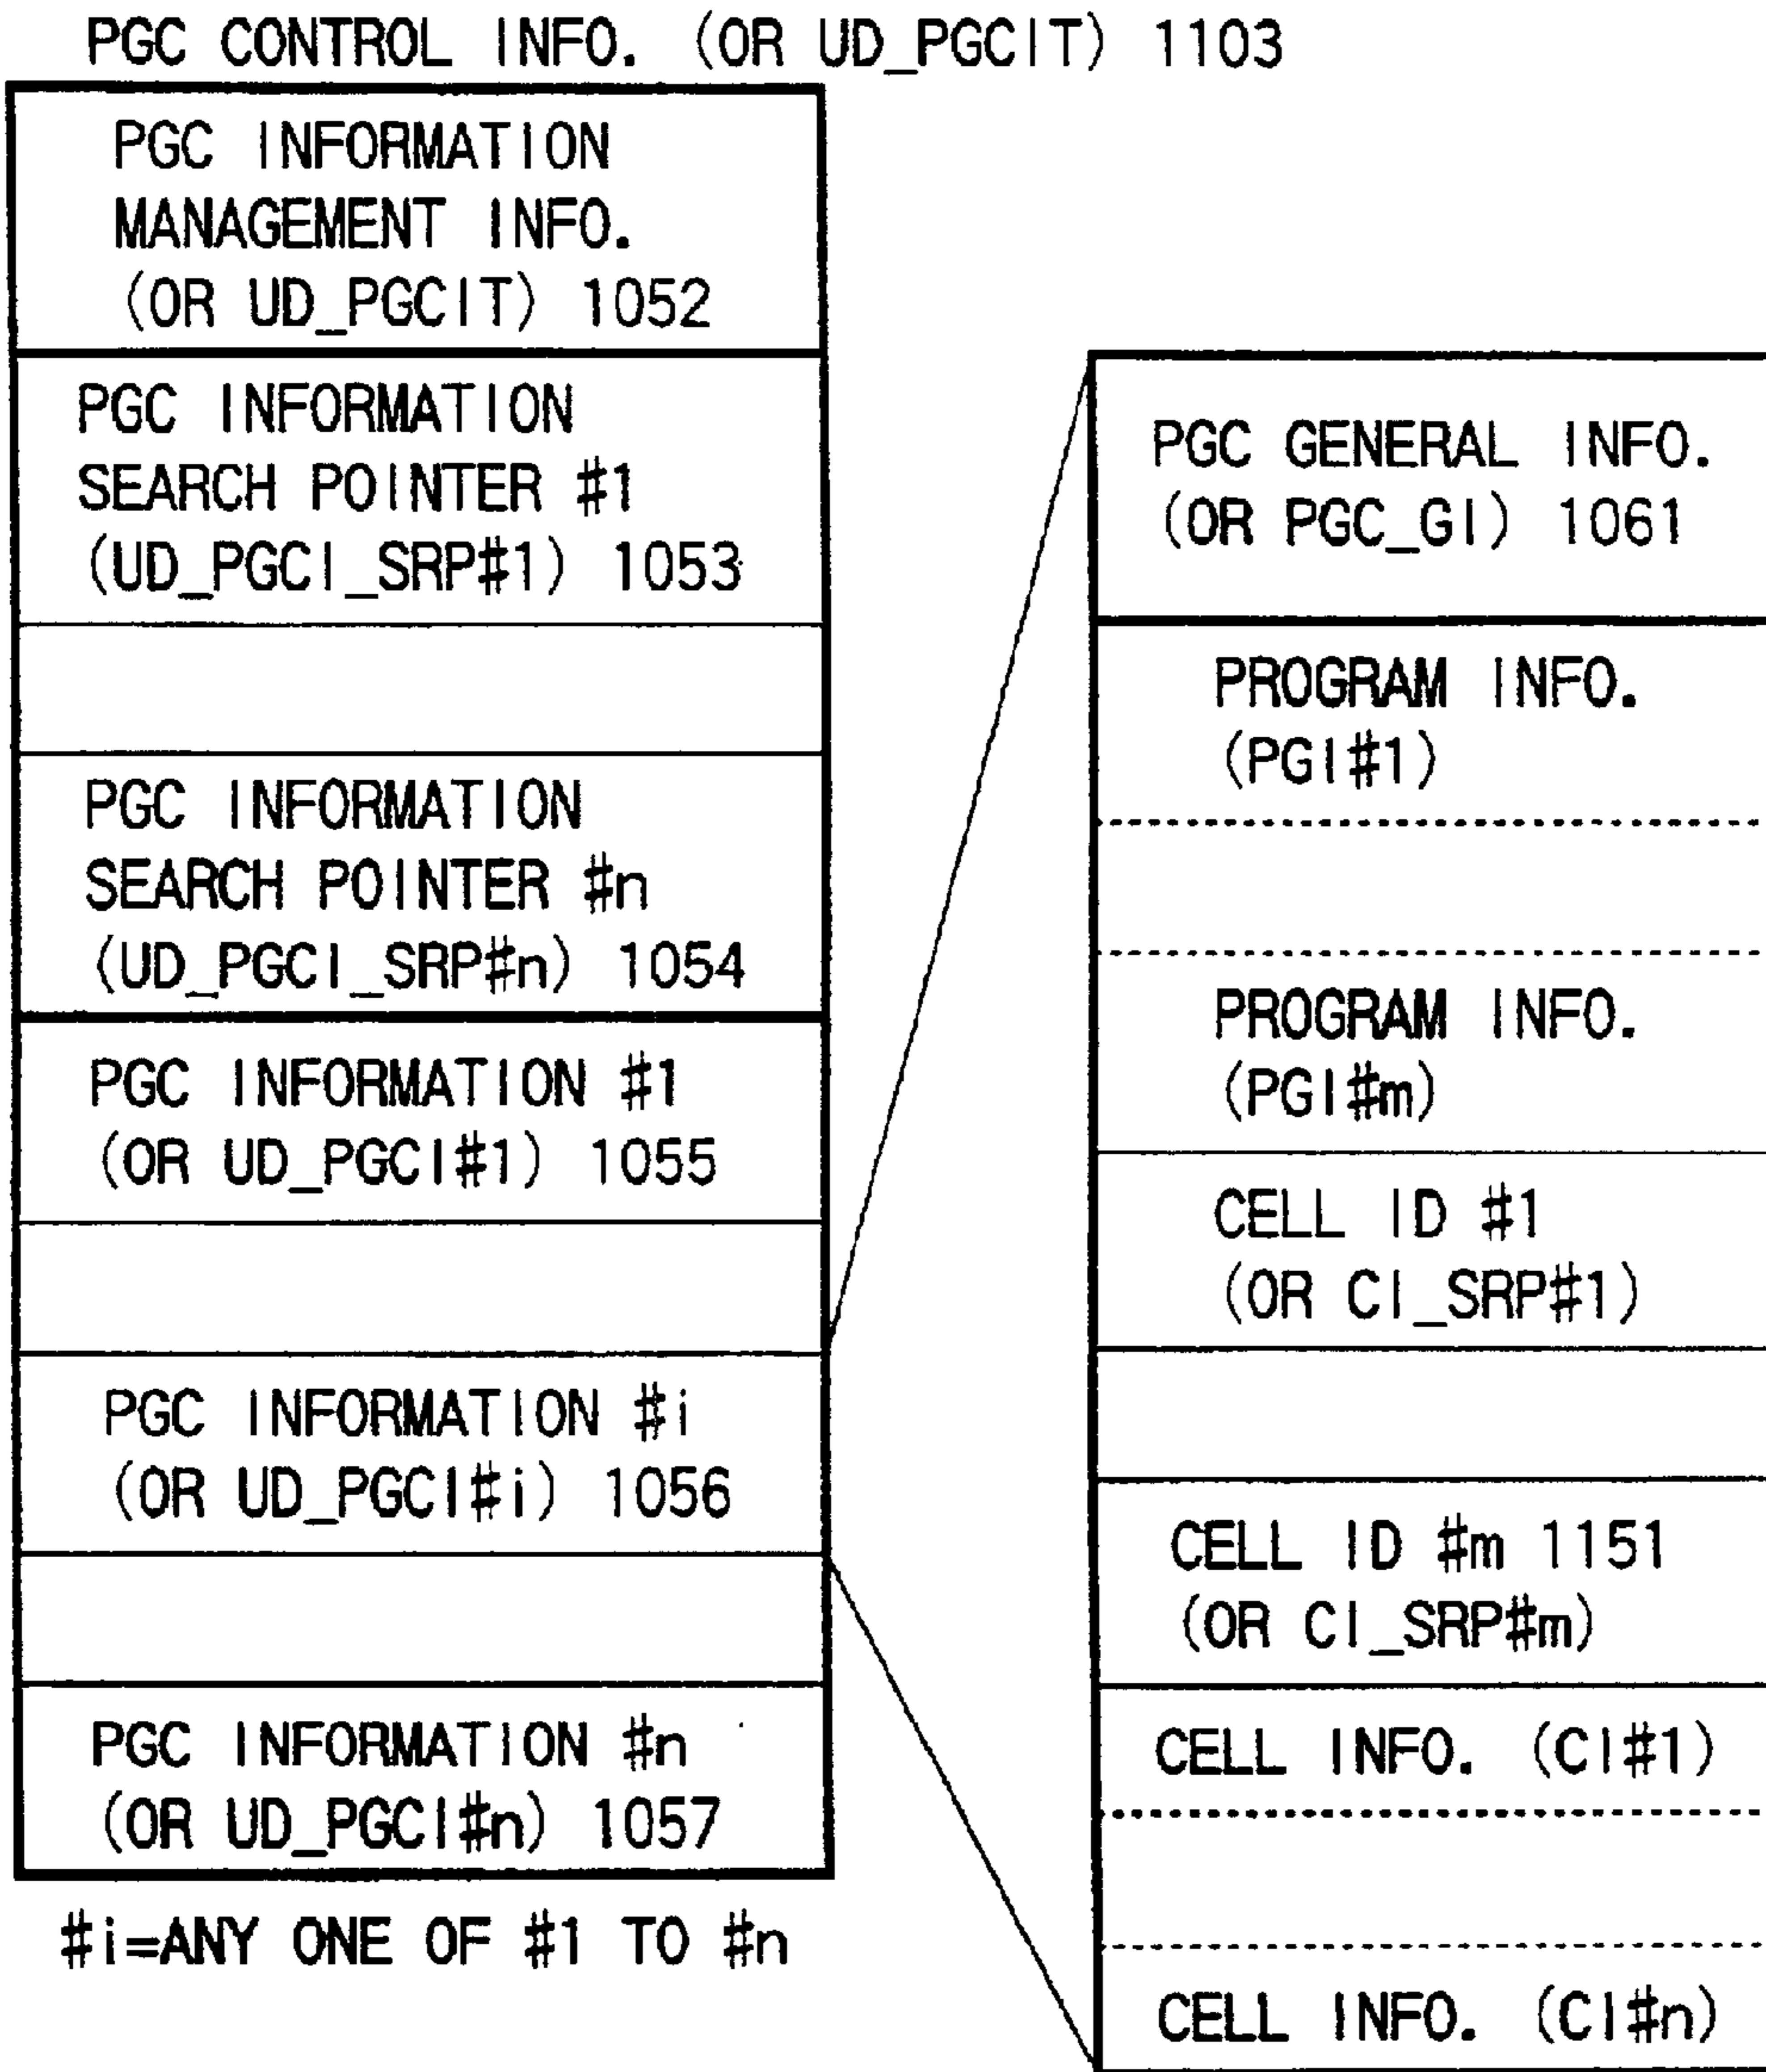 PGC CONTROL INFO. (OR UD_PGCIT) 1103
PGC INFORMATION
MANAGEMENT INFO.
(OR UD_PGCIT) 1052
PGC INFORMATION
SEARCH POINTER #1
(UD_PGCI_SRP#1) 1053
PGC INFORMATION
SEARCH POINTER #n
(UD_PGCI_SRP#n) 1054
PGC INFORMATION #1
(OR UD_PGCI#1) 1055
PGC INFORMATION #i
(OR UD_PGCI#i) 1056
PGC INFORMATION #n
(OR UD_PGCI#n) 1057
#i=ANY ONE OF #1 TO #n
PGC GENERAL INFO.
(OR PGC_GI) 1061
PROGRAM INFO.
(PGI#1)
PROGRAM INFO.
(PGI#m)
CELL ID #1
(OR CI_SRP#1)
CELL ID #m 1151
(OR CI_SRP#m)
CELL INFO. (CI#1)
CELL INFO. (CI#n)